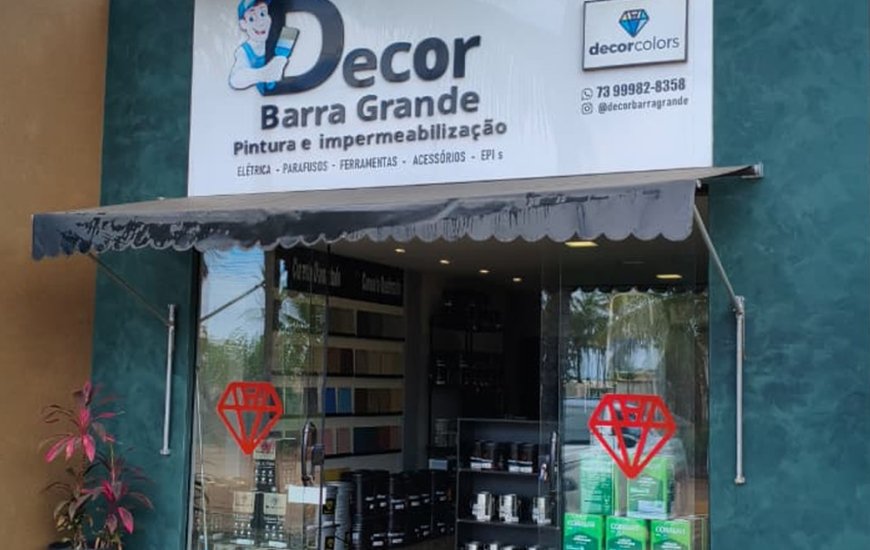 Decor
Barra Grande
Pintura e impermeabilização
ELÉTRICA - PARAFUSOS - FERRAMENTAS - ACESSÓRIOS - EPI s
decorcolors
73 99982-8358
@decorbarragrande